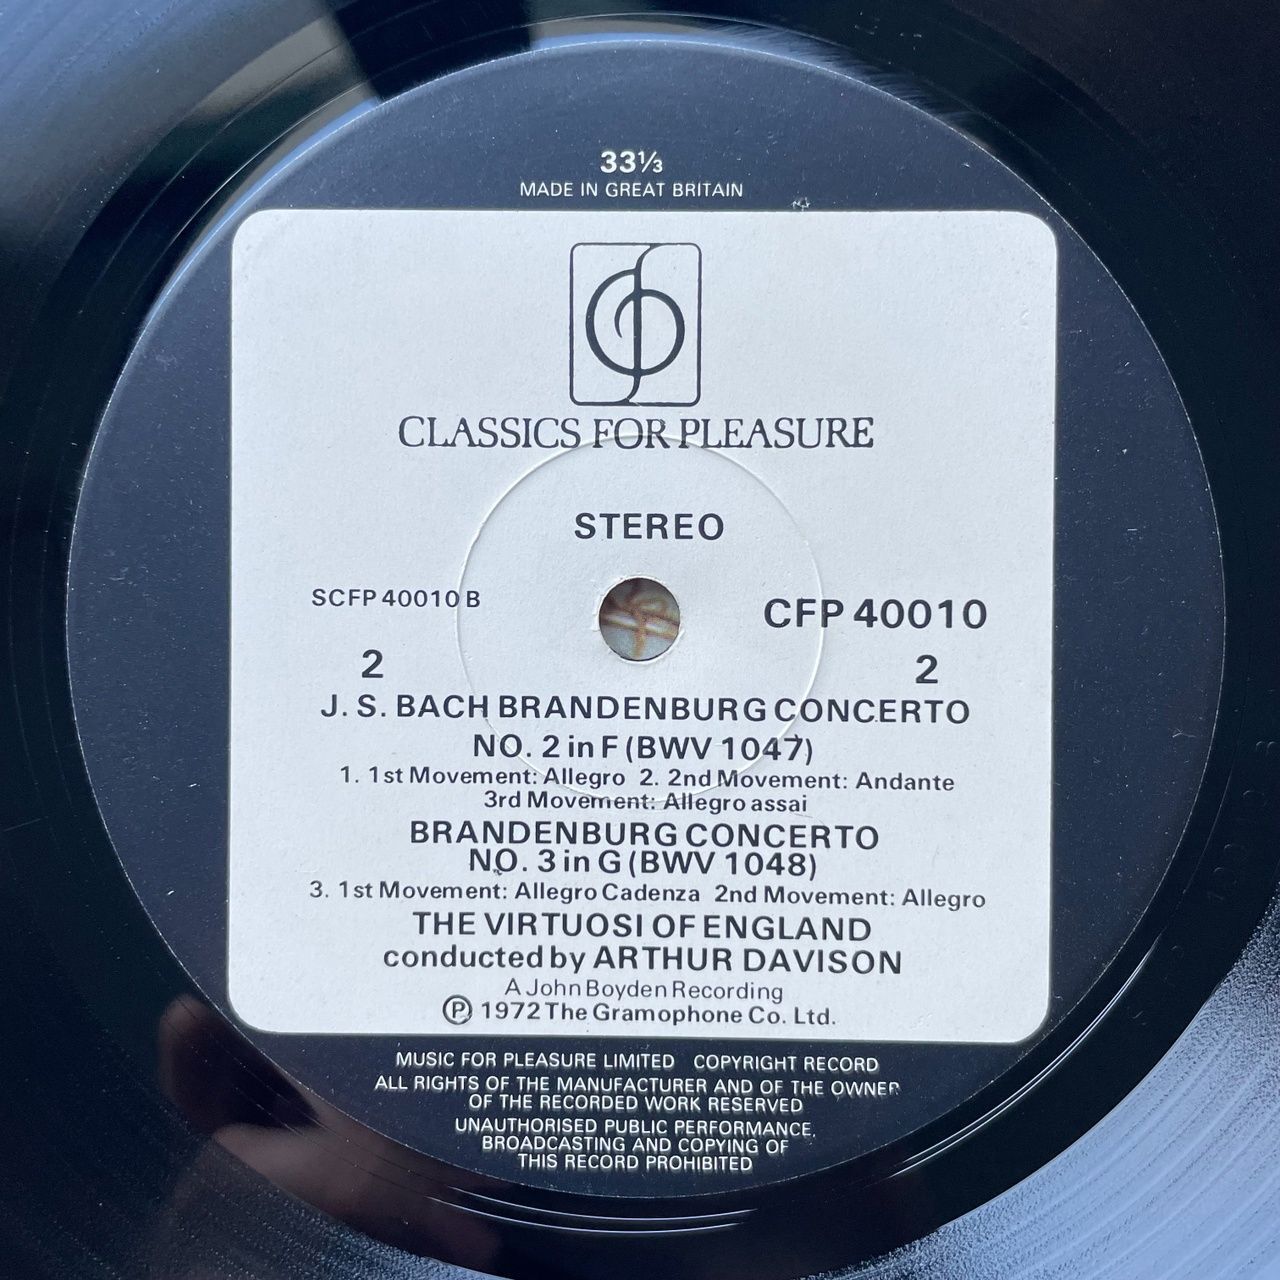 33⅓
MADE IN GREAT BRITAIN
CLASSICS FOR PLEASURE
STEREO
SCFP 40010 B
CFP 40010
2
2
J. S. BACH BRANDENBURG CONCERTO
NO. 2 in F (BWV 1047)
1. 1st Movement: Allegro 2. 2nd Movement: Andante
3rd Movement: Allegro assai
BRANDENBURG CONCERTO
NO. 3 in G (BWV 1048)
3. 1st Movement: Allegro Cadenza 2nd Movement: Allegro
THE VIRTUOSI OF ENGLAND
conducted by ARTHUR DAVISON
A John Boyden Recording
Ⓟ 1972 The Gramophone Co. Ltd.
MUSIC FOR PLEASURE LIMITED COPYRIGHT RECORD
ALL RIGHTS OF THE MANUFACTURER AND OF THE OWNER
OF THE RECORDED WORK RESERVED
UNAUTHORISED PUBLIC PERFORMANCE,
BROADCASTING AND COPYING OF
THIS RECORD PROHIBITED